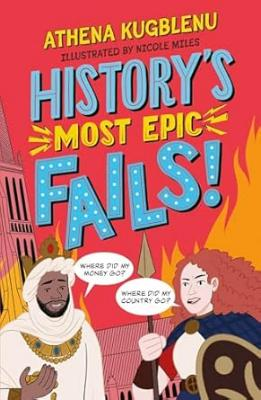 ATHENA KUGBLENU
ILLUSTRATED BY NICOLE MILES
HISTORY'S
MOST EPIC
FAILS!
WHERE DID MY
MONEY GO?
WHERE DID MY
COUNTRY GO?